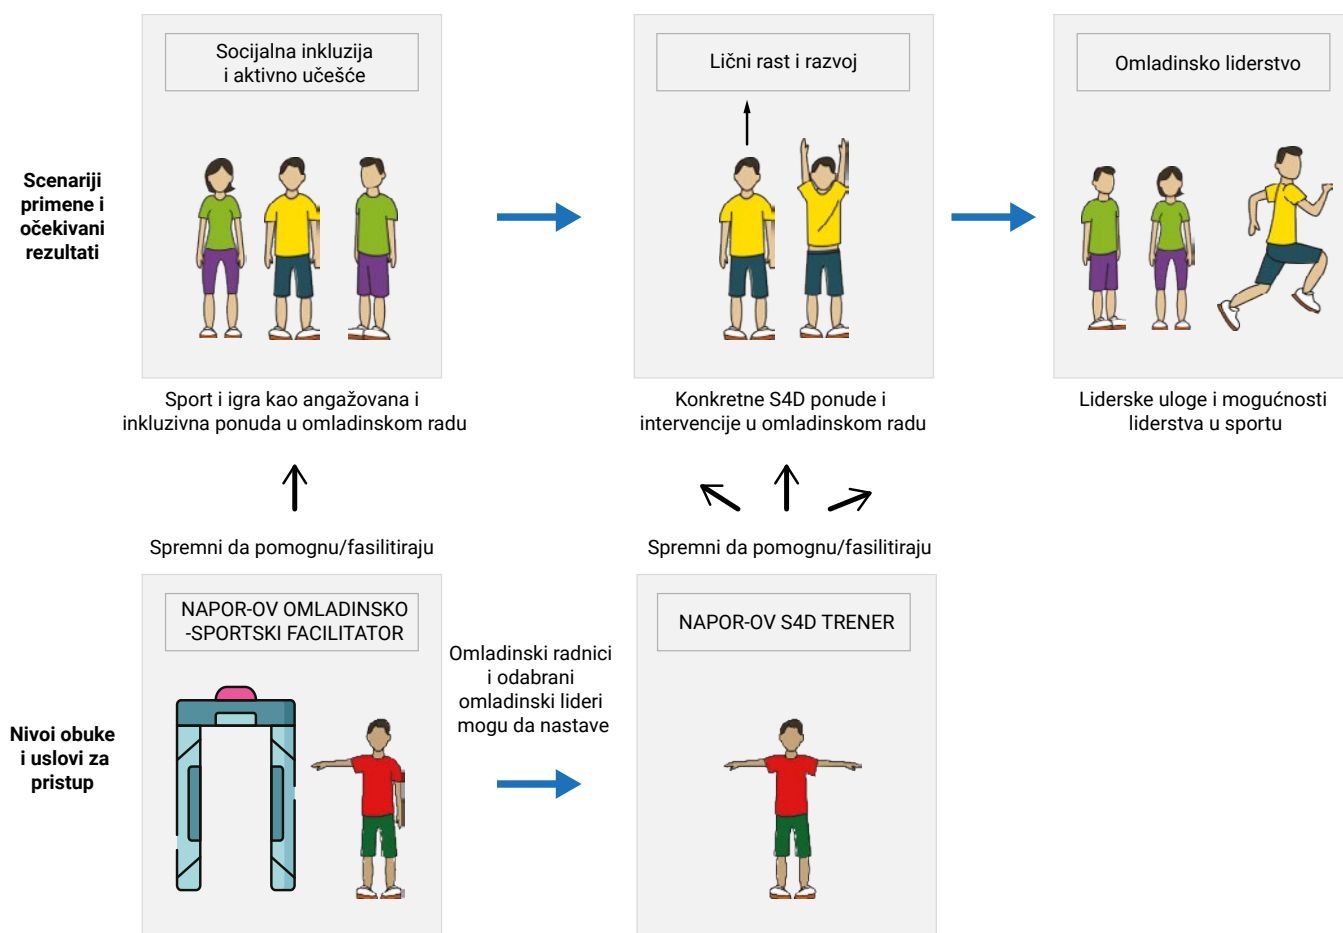 Socijalna inkluzija
i aktivno učešće
Lični rast i razvoj
Omladinsko liderstvo
Scenariji
primene i
očekivani
rezultati
Sport i igra kao angažovana i
inkluzivna ponuda u omladinskom radu
Konkretne S4D ponude i
intervencije u omladinskom radu
Liderske uloge i mogućnosti
liderstva u sportu
Spremni da pomognu/fasilitiraju
Spremni da pomognu/fasilitiraju
NAPOR-OV OMLADINSKO
-SPORTSKI FACILITATOR
Omladinski radnici
i odabrani
omladinski lideri
mogu da nastave
NAPOR-OV S4D TRENER
Nivoi obuke
i uslovi za
pristup